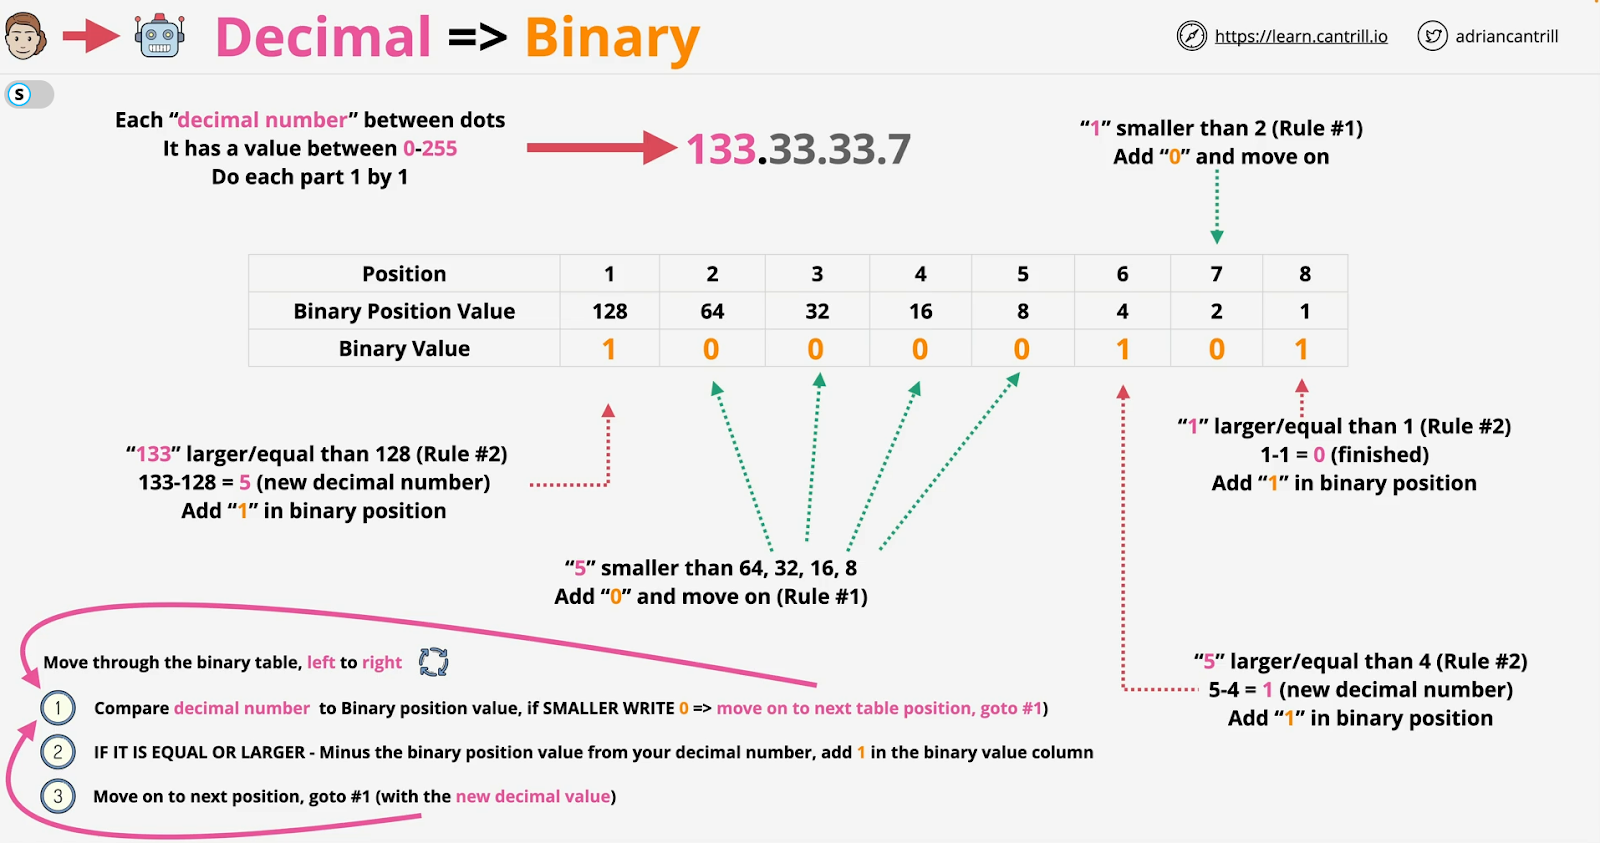 Decimal => Binary
https://learn.cantrill.io
adriancantrill
S
Each “decimal number” between dots
It has a value between 0-255
Do each part 1 by 1
133.33.33.7
“1” smaller than 2 (Rule #1)
Add “0” and move on
Position 1 2 3 4 5 6 7 8
Binary Position Value 128 64 32 16 8 4 2 1
Binary Value 1 0 0 0 0 1 0 1
“133” larger/equal than 128 (Rule #2)
133-128 = 5 (new decimal number)
Add “1” in binary position
“1” larger/equal than 1 (Rule #2)
1-1 = 0 (finished)
Add “1” in binary position
“5” smaller than 64, 32, 16, 8
Add “0” and move on (Rule #1)
“5” larger/equal than 4 (Rule #2)
5-4 = 1 (new decimal number)
Add “1” in binary position
Move through the binary table, left to right
1 Compare decimal number to Binary position value, if SMALLER WRITE 0 => move on to next table position, goto #1)
2 IF IT IS EQUAL OR LARGER - Minus the binary position value from your decimal number, add 1 in the binary value column
3 Move on to next position, goto #1 (with the new decimal value)